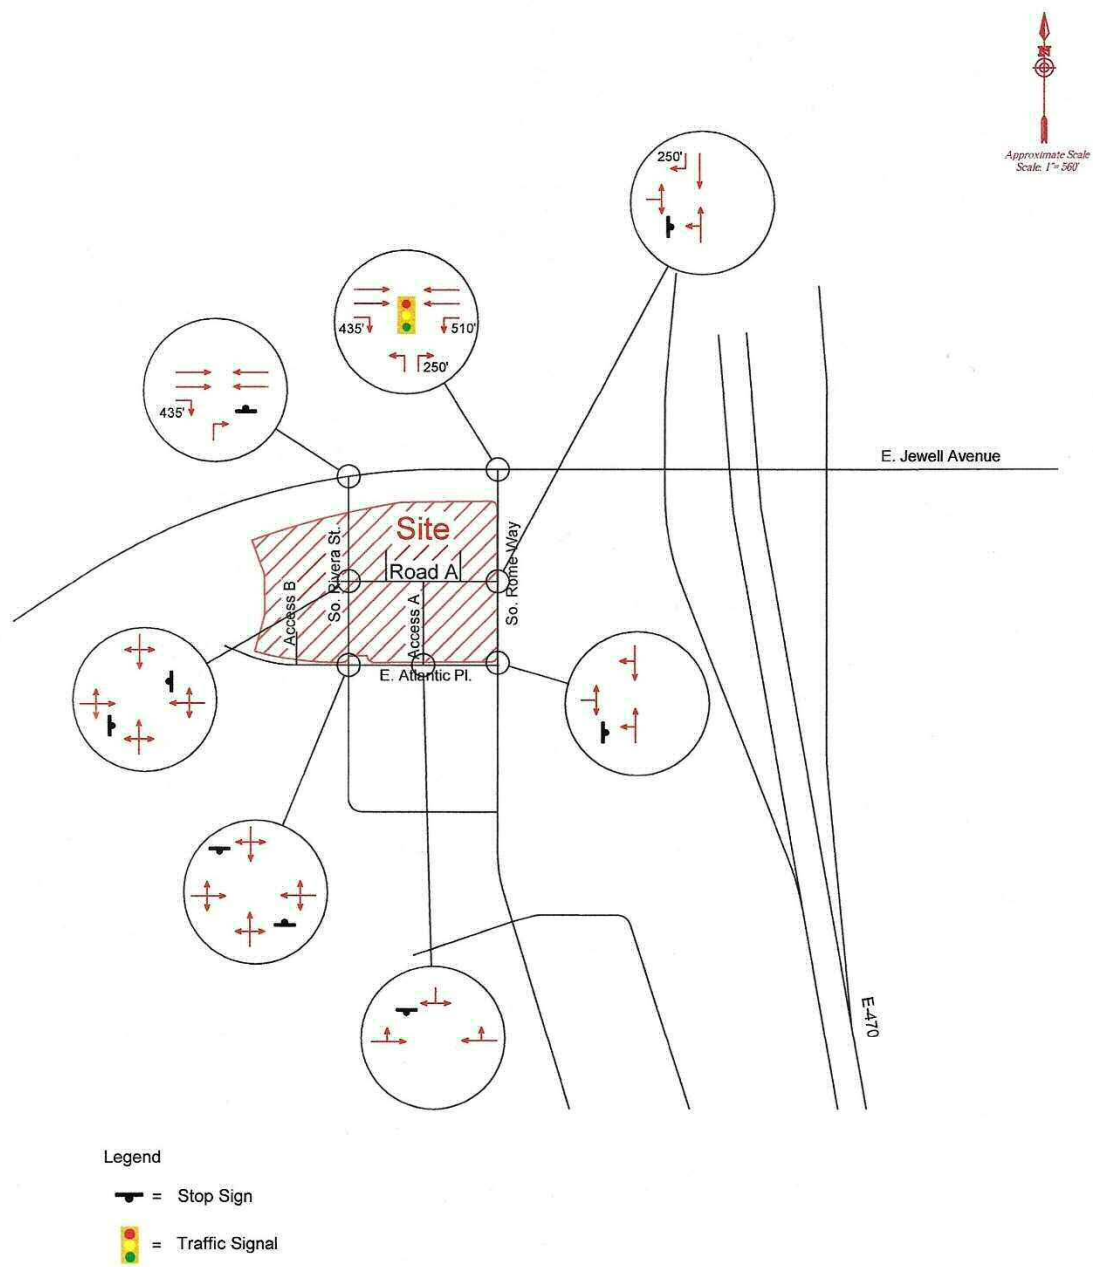 N
Approximate Scale
Scale: 1"= 560'
250'
435'
510'
250'
435'
E. Jewell Avenue
Site
So. Rivera St.
Road A
So. Rome Way
Access B
Access A
E. Atlantic Pl.
E-470
Legend
= Stop Sign
= Traffic Signal